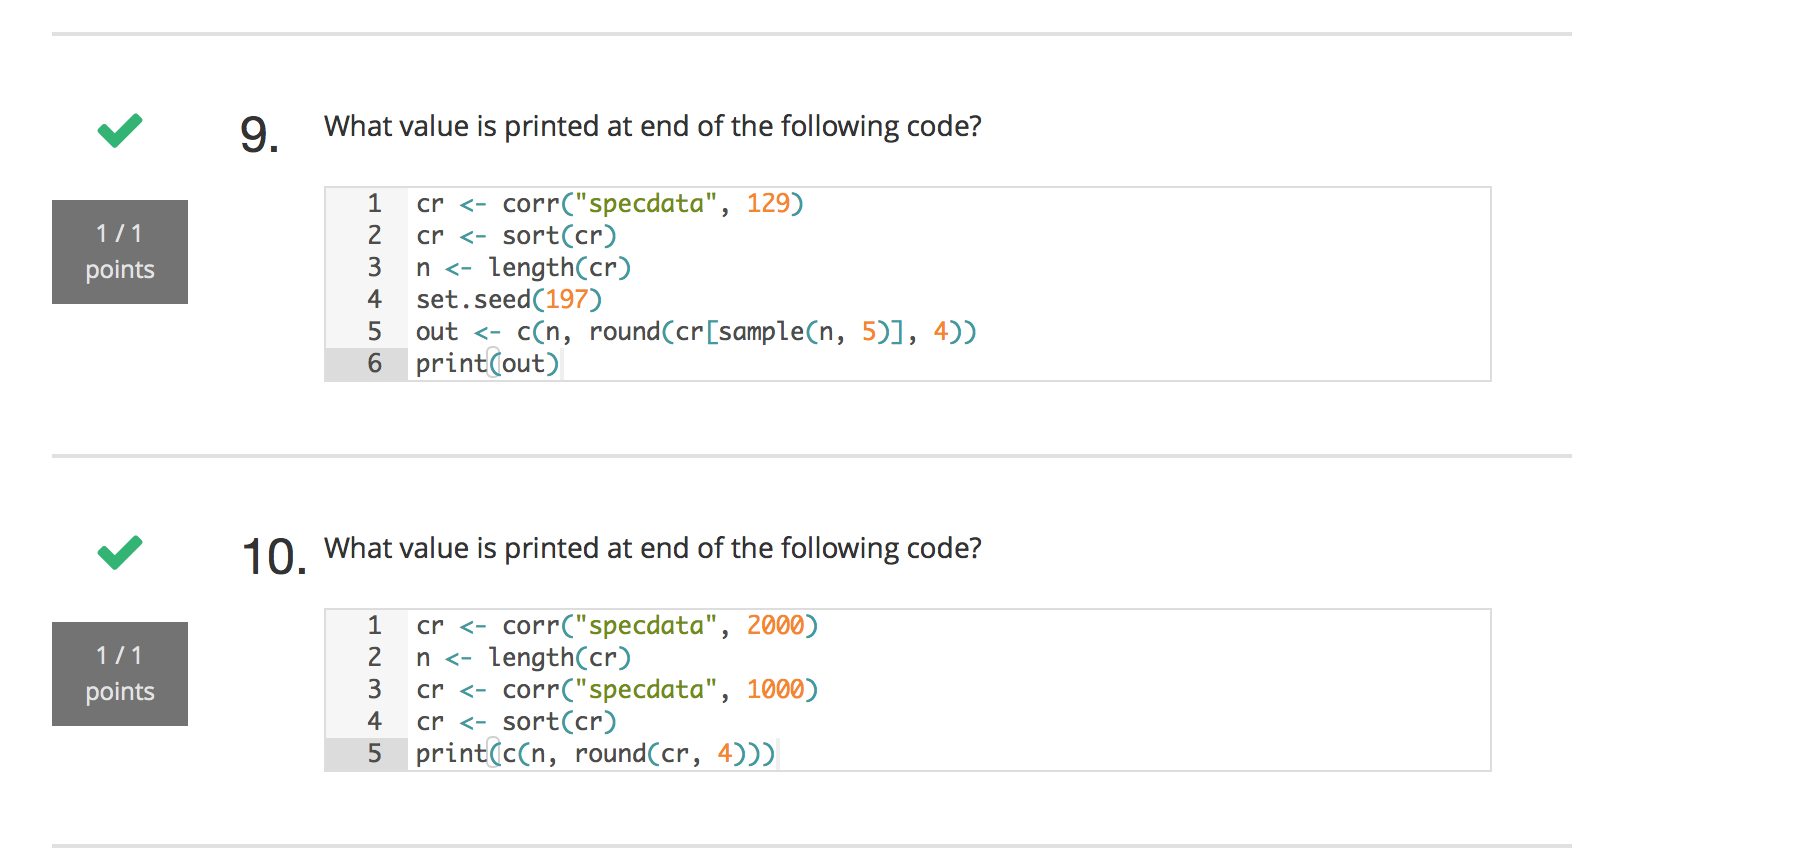 9. What value is printed at end of the following code?
1 / 1
points
1 cr <- corr("specdata", 129)
2 cr <- sort(cr)
3 n <- length(cr)
4 set.seed(197)
5 out <- c(n, round(cr[sample(n, 5)], 4))
6 print(out)
10. What value is printed at end of the following code?
1 / 1
points
1 cr <- corr("specdata", 2000)
2 n <- length(cr)
3 cr <- corr("specdata", 1000)
4 cr <- sort(cr)
5 print(c(n, round(cr, 4)))